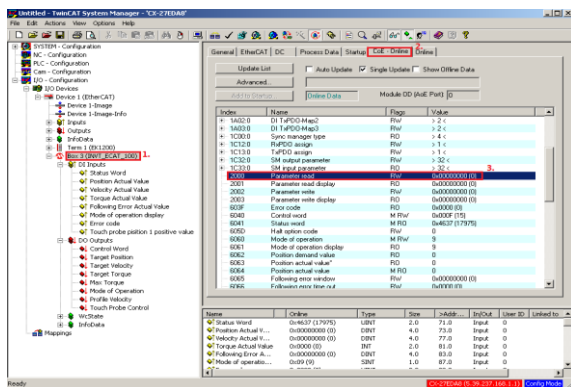 Untitled - TwinCAT System Manager - 'CX-27EDA8'
File Edit Actions View Options Help
SYSTEM - Configuration
NC - Configuration
PLC - Configuration
Cam - Configuration
I/O - Configuration
I/O Devices
Device 1 (EtherCAT)
Device 1-Image
Device 1-Image-Info
Inputs
Outputs
InfoData
Term 1 (EK1200)
Box 3 (INVT_ECAT_100) 1.
DI Inputs
Status Word
Position Actual Value
Velocity Actual Value
Torque Actual Value
Following Error Actual Value
Mode of operation display
Error code
Touch probe position 1 positive value
DO Outputs
Control Word
Target Position
Target Velocity
Target Torque
Max Torque
Mode of Operation
Profile Velocity
Touch Probe Control
WcState
InfoData
Mappings
2.
General EtherCAT DC Process Data Startup CoE - Online Online
Update List Auto Update Single Update Show Offline Data
Advanced...
Add to Startup... Online Data Module OD (AoE Port): 0
Index Name Flags Value
1A02:0 DI TxPDO-Map2 RW > 2 <
1A03:0 DI TxPDO-Map3 RW > 2 <
1C00:0 Sync manager type RO > 4 <
1C12:0 RxPDO assign RW > 1 <
1C13:0 TxPDO assign RW > 1 <
1C32:0 SM output parameter RW > 32 <
1C33:0 SM input parameter RO > 32 <
3.
2000 Parameter read RW 0x00000000 (0)
2001 Parameter read display RO 0x00000000 (0)
2002 Parameter write RW 0x00000000 (0)
2003 Parameter write display RO 0x00000000 (0)
603F Error code RO 0x0000 (0)
6040 Control word M RW 0x000F (15)
6041 Status word M RO 0x4637 (17975)
605D Halt option code RW 0
6060 Mode of operation M RW 9
6061 Mode of operation display RO 9
6062 Position demand value RO 0
6063 Position actual value* RO 0
6064 Position actual value M RO 0
6065 Following error window RW 0x00000000 (0)
6066 Following error time out RW
Name Online Type Size >Addr... In/Out User ID Linked to
Status Word 0x4637 (17975) UINT 2.0 71.0 Input 0
Position Actual V... 0x00000000 (0) 4.0 73.0 Input 0
Velocity Actual V... 0x00000000 (0) 4.0 77.0 Input 0
Torque Actual Value 0x0000 (0) INT 2.0 81.0 Input 0
Following Error A... 0x00000000 (0) 4.0 83.0 Input 0
Mode of operatio... 0x09 (9) SINT 1.0 87.0 Input 0
Ready CX-27EDA8 (5.39.237.168.1.1) Config Mode